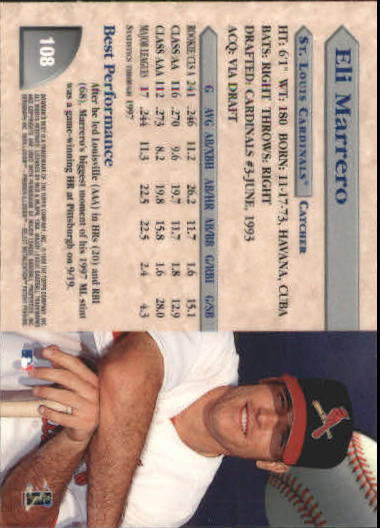 Eli Marrero
ST. LOUIS CARDINALS® CATCHER
HT: 6'1" WT: 180 BORN: 11-17-73, HAVANA, CUBA
BATS: RIGHT THROWS: RIGHT
DRAFTED: CARDINALS #3-JUNE, 1993
ACQ: VIA DRAFT
G AVG AB/XBH AB/HR AB/BB G/RBI G/SB
ROOKIE/CLS A 241 .246 11.2 26.2 11.7 1.6 15.1
CLASS AA 116 .270 9.6 19.7 11.7 1.8 12.9
CLASS AAA 112 .273 8.2 19.8 15.8 1.6 28.0
MAJOR LEAGUES 17 .244 11.3 22.5 22.5 2.4 4.3
STATISTICS THROUGH 1997
Best Performance
After he led Louisville (AAA) in HRs (20) and RBI
(68), Marrero's biggest moment of his 1997 ML stint
was a game-winning HR at Pittsburgh on 9/19.
108